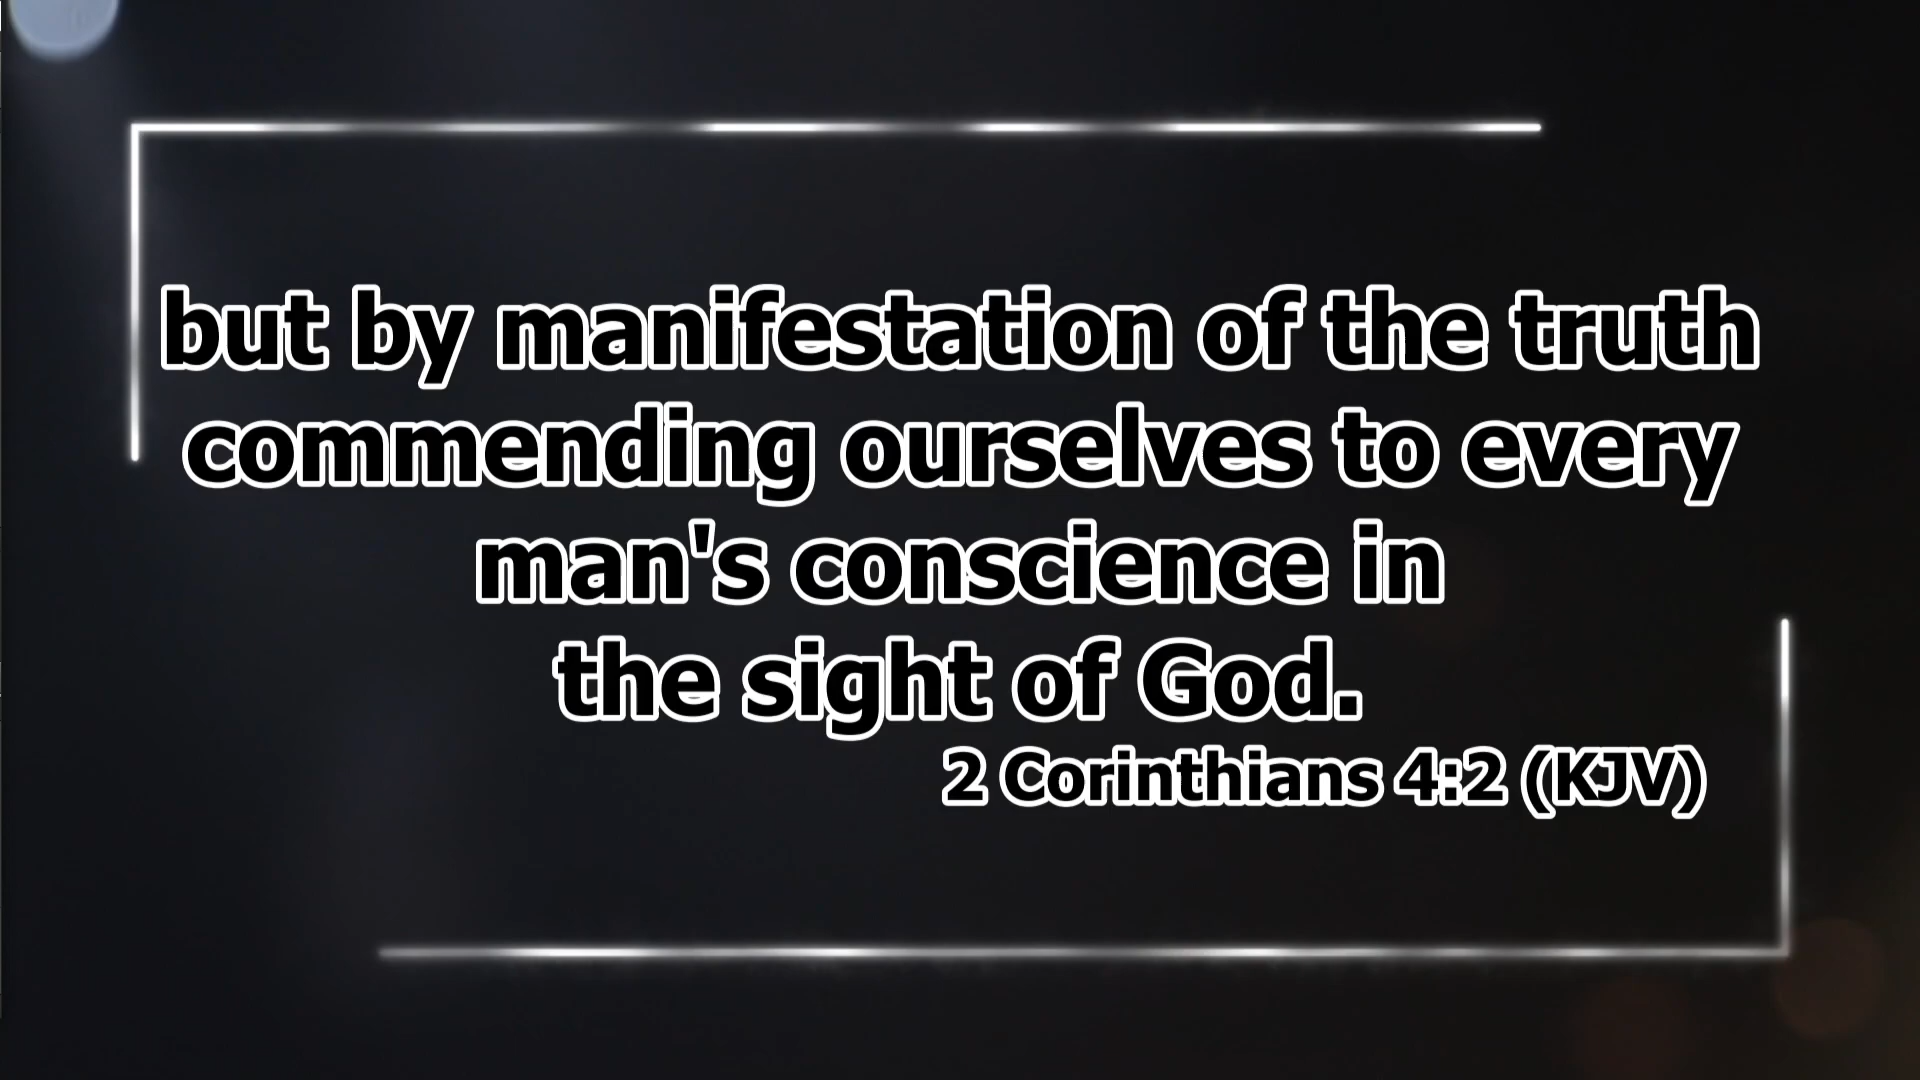 but by manifestation of the truth
commending ourselves to every
man's conscience in
the sight of God.
2 Corinthians 4:2 (KJV)